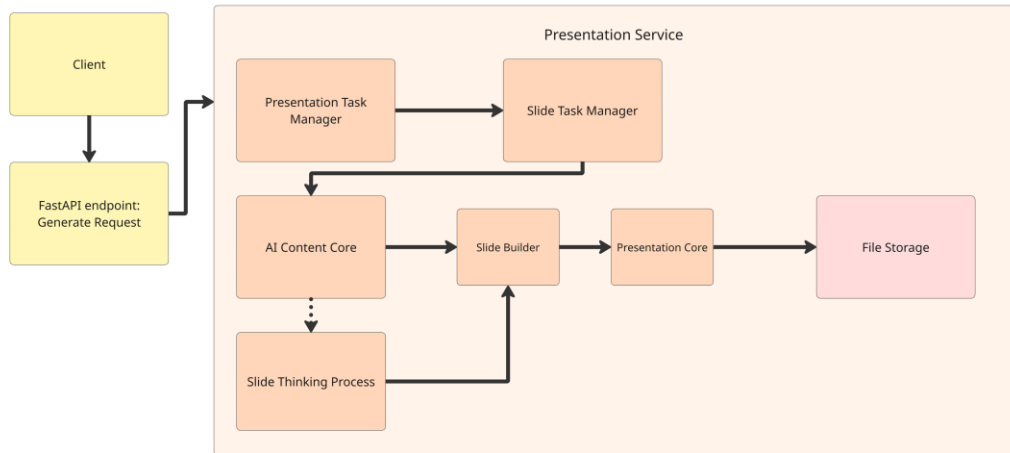 Presentation Service
Client
Presentation Task
Manager
Slide Task Manager
FastAPI endpoint:
Generate Request
AI Content Core
Slide Builder
Presentation Core
File Storage
Slide Thinking Process